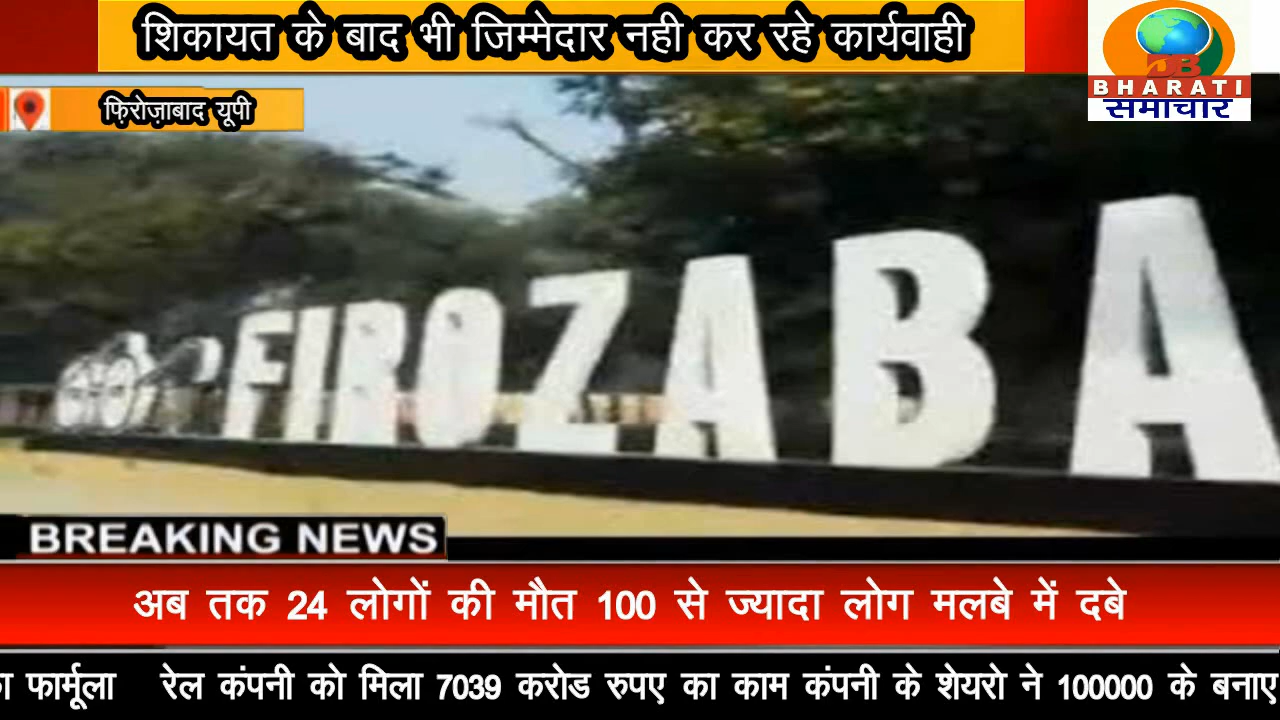 शिकायत के बाद भी जिम्मेदार नही कर रहे कार्यवाही
BHARATI
समाचार
फ़िरोज़ाबाद यूपी
FIROZABA
BREAKING NEWS
अब तक 24 लोगों की मौत 100 से ज्यादा लोग मलबे में दबे
फार्मूला रेल कंपनी को मिला 7039 करोड रुपए का काम कंपनी के शेयरो ने 100000 के बनाए